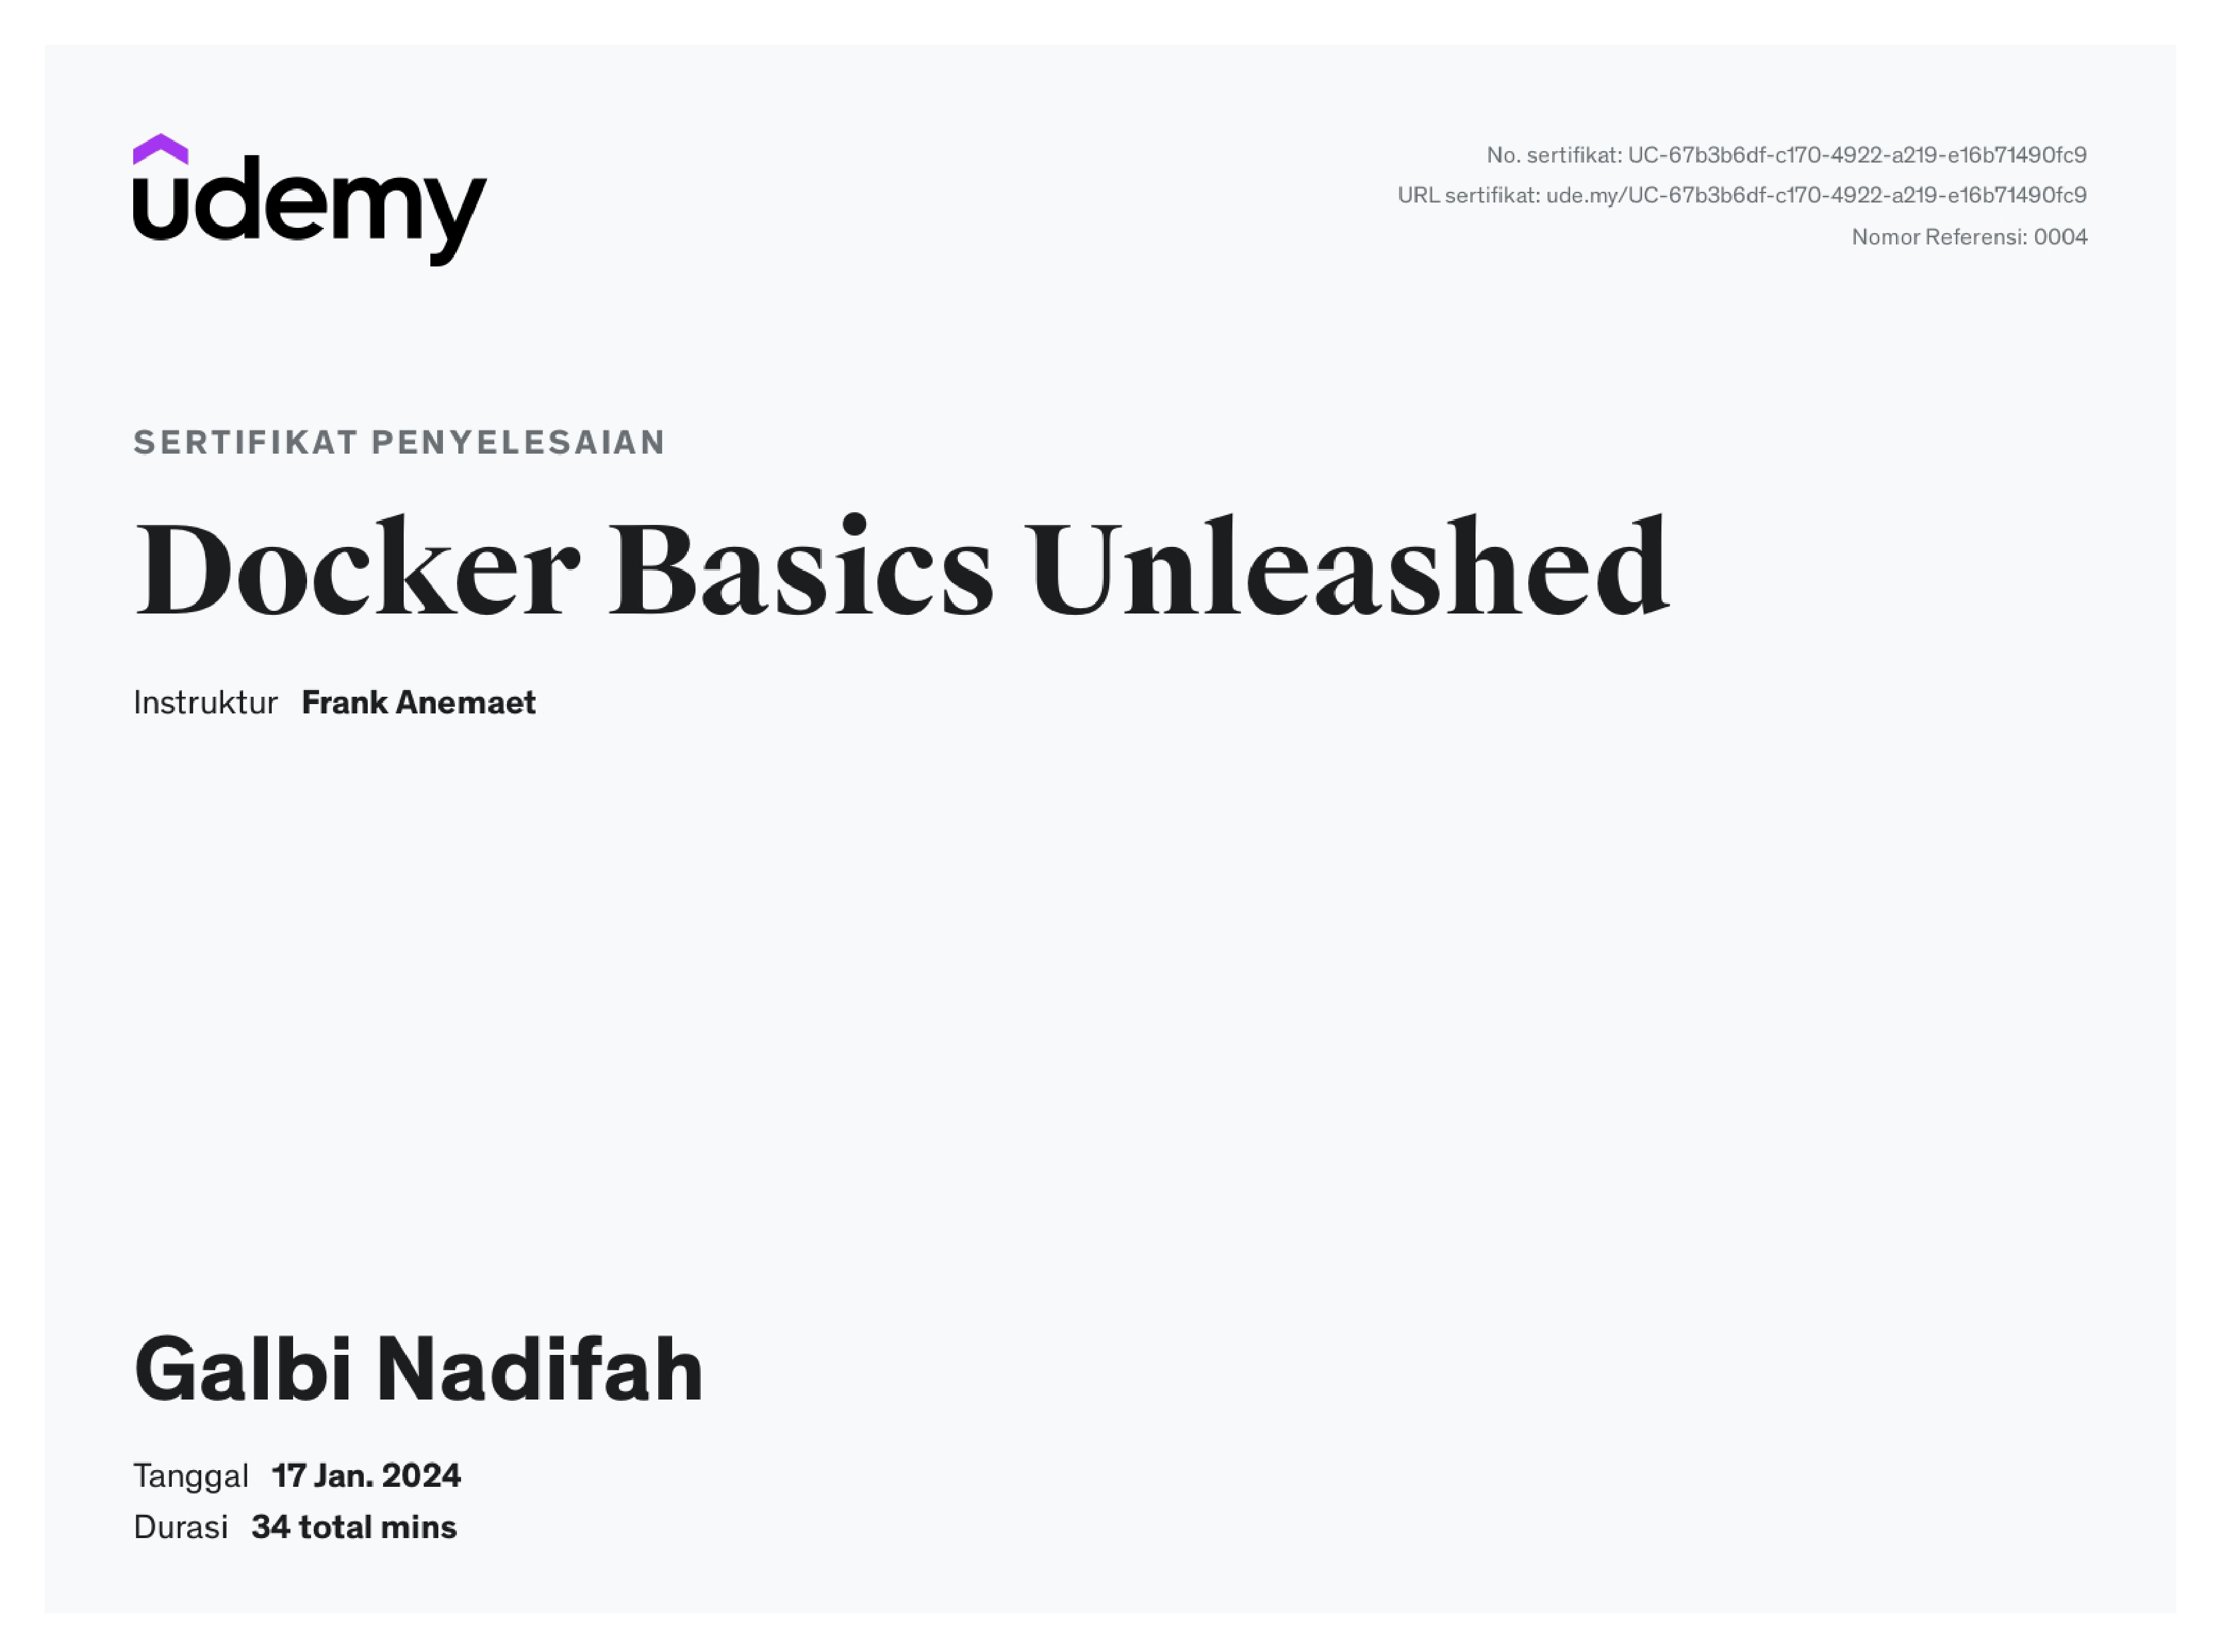 udemy
No. sertifikat: UC-67b3b6df-c170-4922-a219-e16b71490fc9
URL sertifikat: ude.my/UC-67b3b6df-c170-4922-a219-e16b71490fc9
Nomor Referensi: 0004
SERTIFIKAT PENYELESAIAN
Docker Basics Unleashed
Instruktur Frank Anemaet
Galbi Nadifah
Tanggal 17 Jan. 2024
Durasi 34 total mins